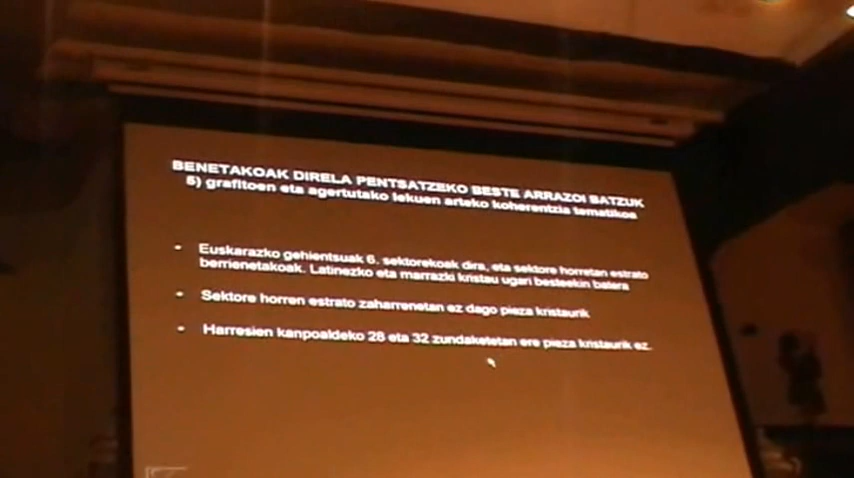 BENETAKOAK DIRELA PENTSATZEKO BESTE ARRAZOI BATZUK
5) grafitoen eta agertutako lekuen arteko koherentzia tematikoa
• Euskarazko gehientsuak 6. sektorekoak dira, eta sektore horretan estrato
berrienetakoak. Latinezko eta marrazki kristau ugari besteekin batera
• Sektore horren estrato zaharrenetan ez dago pieza kristaurik
• Harresien kanpoaldeko 28 eta 32 zundaketetan ere pieza kristaurik ez.